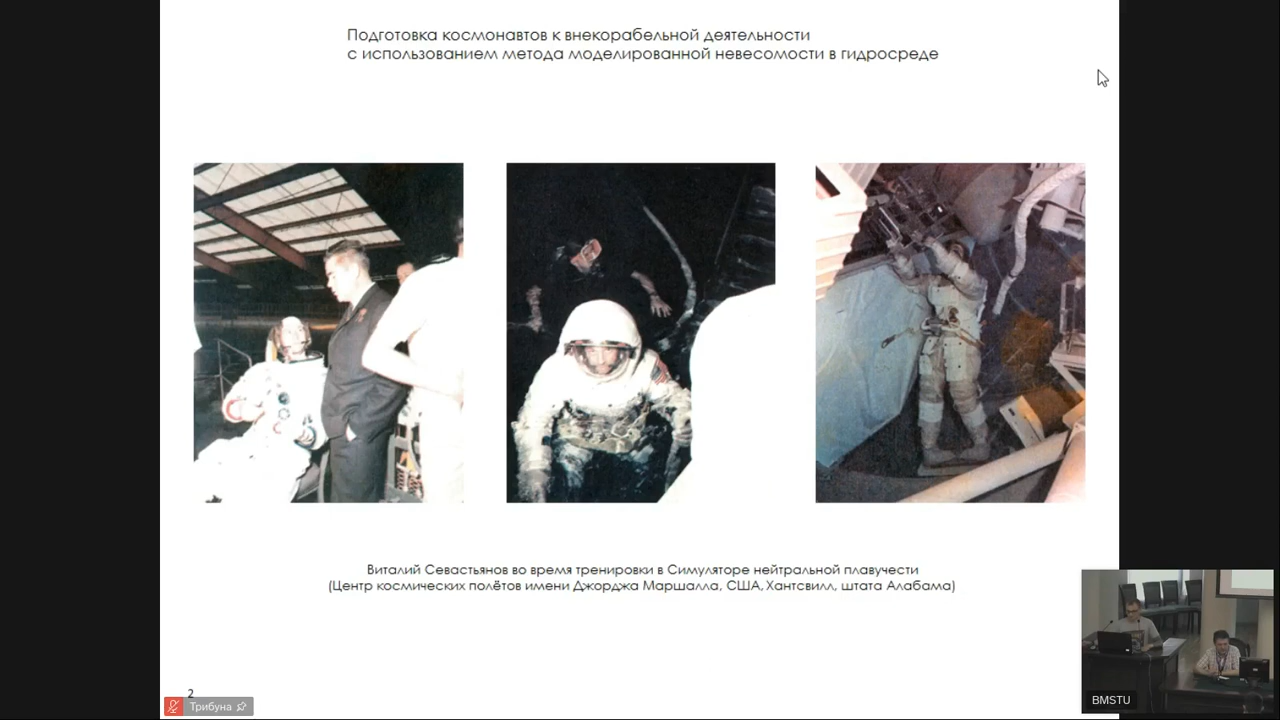 Подготовка космонавтов к внекорабельной деятельности
с использованием метода моделированной невесомости в гидросреде
Виталий Севастьянов во время тренировки в Симуляторе нейтральной плавучести
(Центр космических полётов имени Джорджа Маршалла, США, Хантсвилл, штата Алабама)
2
Трибуна
BMSTU